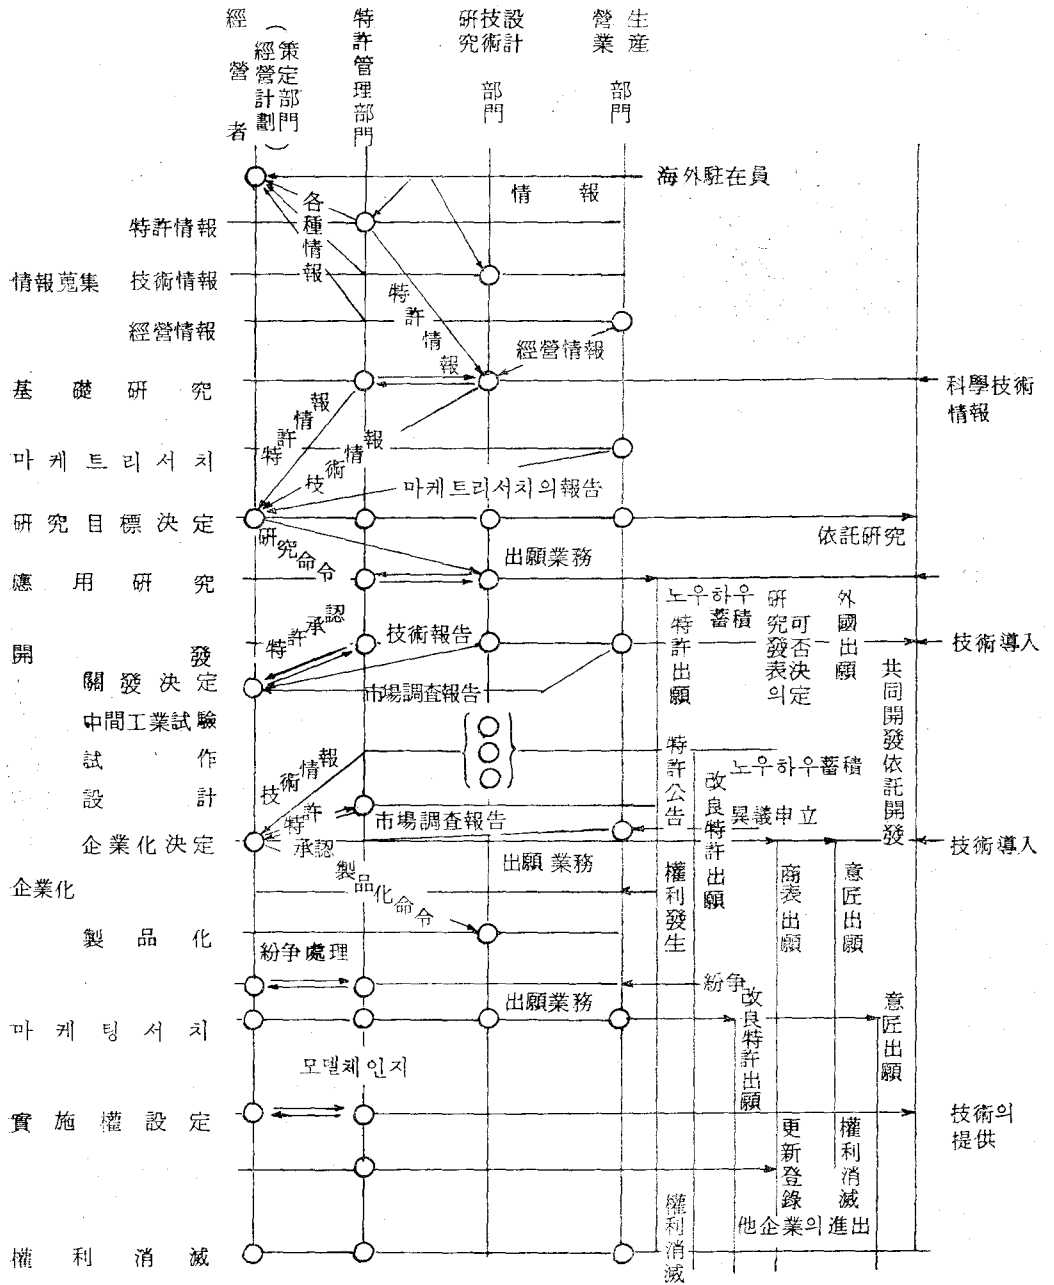 經營者
(經營計劃
策定部門)
特許管理部門
研究
技術
設計
部門
營業
生産
部門
海外駐在員
情報
各種情報
特許情報
情報蒐集 技術情報
特許情報
經營情報
經營情報
基礎研究
科學技術
情報
特許情報
技術情報
마케트리서치
마케트리서치의報告
研究目標決定
依託研究
研究命令
出願業務
應用研究
노우하우
蓄積
特許出願
研究發表의
可否決定
外國出願
特許承認
技術報告
開發
技術導入
關發決定
市場調査報告
共同開發依託開發
中間工業試驗
試作
設計
技術情報
特許
承認
特許公告
노우하우蓄積
改良特許出願
市場調査報告
異議申立
企業化決定
技術導入
出願業務
企業化
製品化命令
權利發生
商表出願
意匠出願
製品化
紛争處理
紛争
出願業務
마케팅서치
改良特許出願
意匠出願
모델체인지
實施權設定
技術의
提供
更新登錄
權利消滅
他企業의進出
權利消滅
權利消滅